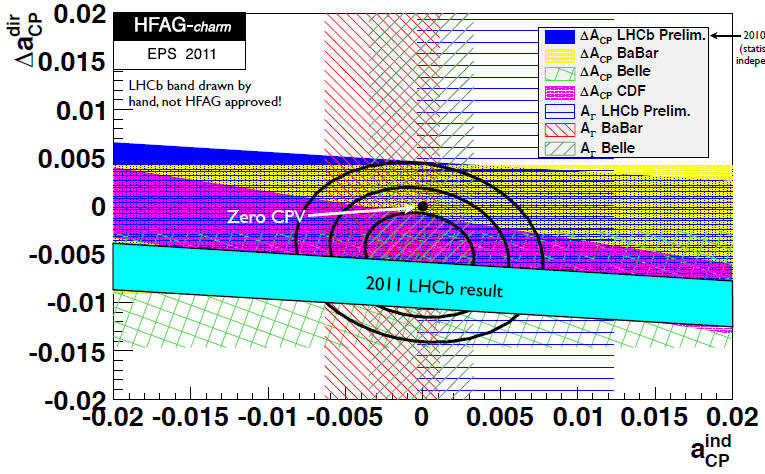 0.02
0.015
0.01
0.005
0
-0.005
-0.01
-0.015
-0.02
Δa^dir_CP
HFAG-charm
EPS 2011
LHCb band drawn by
hand, not HFAG approved!
ΔA_CP LHCb Prelim.
ΔA_CP BaBar
ΔA_CP Belle
ΔA_CP CDF
A_Γ LHCb Prelim.
A_Γ BaBar
A_Γ Belle
2010
(statis
indepe
Zero CPV
2011 LHCb result
-0.02 -0.015 -0.01 -0.005 0 0.005 0.01 0.015 0.02
a^ind_CP